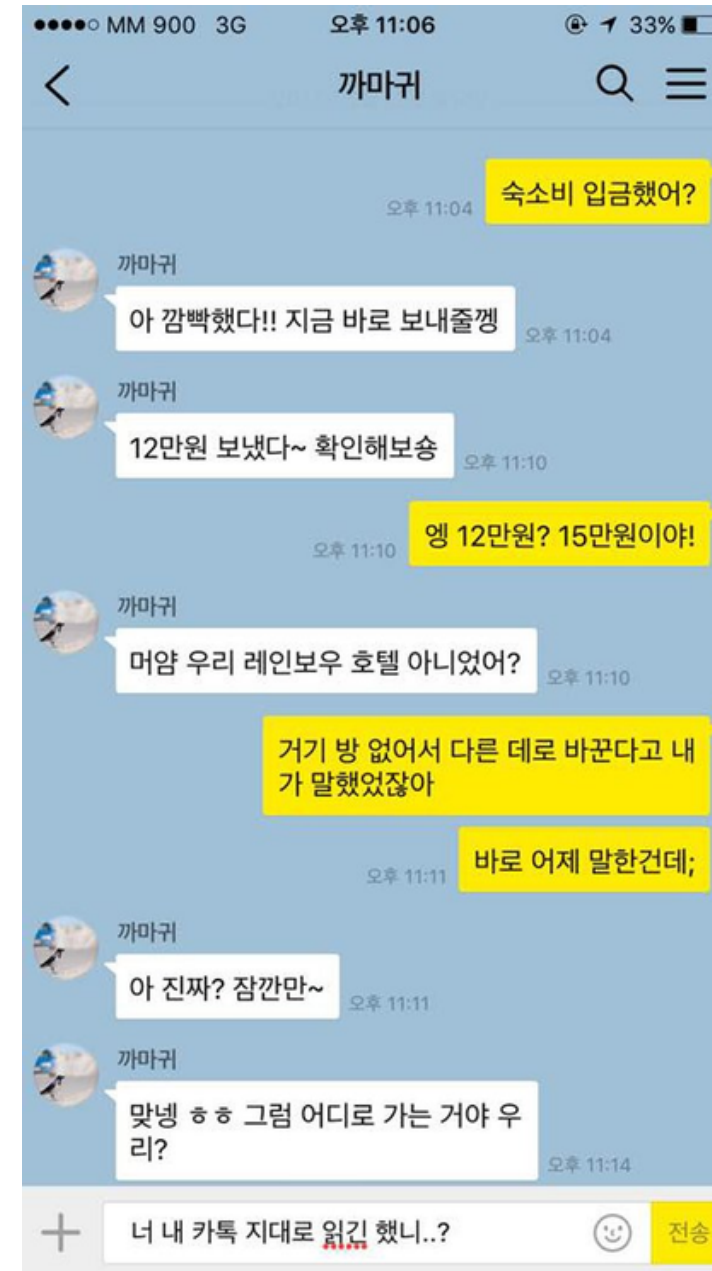 MM 900 3G 오후 11:06 33%
까마귀
숙소비 입금했어?
오후 11:04
까마귀
아 깜빡했다!! 지금 바로 보내줄껭
오후 11:04
까마귀
12만원 보냈다~ 확인해보숑
오후 11:10
엥 12만원? 15만원이야!
오후 11:10
까마귀
머얌 우리 레인보우 호텔 아니었어?
오후 11:10
거기 방 없어서 다른 데로 바꾼다고 내
가 말했었잖아
바로 어제 말한건데;
오후 11:11
까마귀
아 진짜? 잠깐만~
오후 11:11
까마귀
맞넹 ㅎㅎ 그럼 어디로 가는 거야 우
리?
오후 11:14
너 내 카톡 지대로 읽긴 했니..?
전송